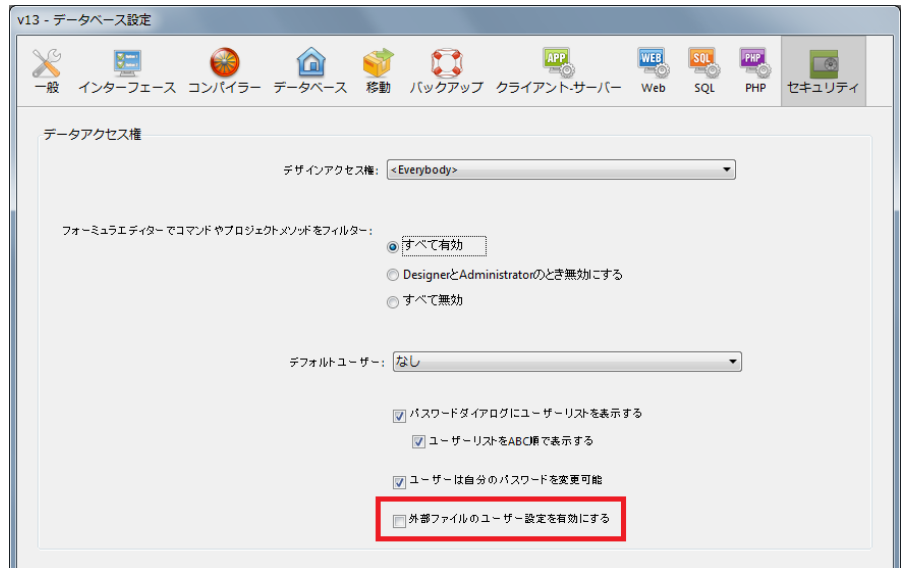 v13 - データベース設定
一般 インターフェース コンパイラー データベース 移動 バックアップ クライアント-サーバー Web SQL PHP セキュリティ
APP WEB SQL PHP
データアクセス権
デザインアクセス権: <Everybody>
フォーミュラエディターでコマンドやプロジェクトメソッドをフィルター:
すべて有効
DesignerとAdministratorのとき無効にする
すべて無効
デフォルトユーザー: なし
パスワードダイアログにユーザーリストを表示する
ユーザーリストをABC順で表示する
ユーザーは自分のパスワードを変更可能
外部ファイルのユーザー設定を有効にする